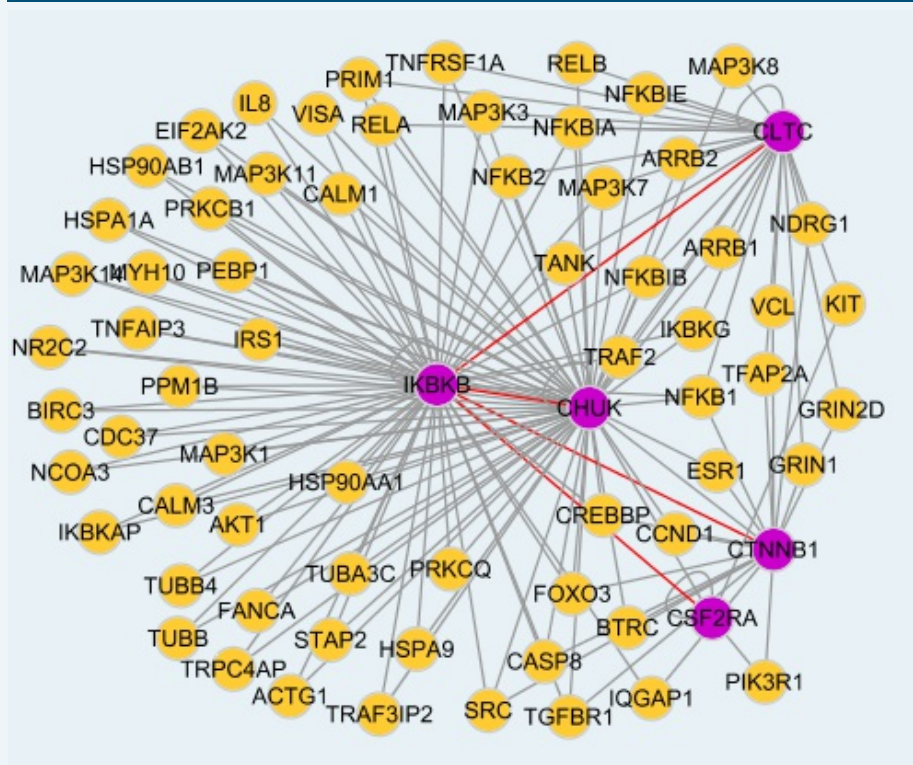 TNFRSF1A
RELB
MAP3K8
PRIM1
NFKBIE
IL8
VISA
RELA
MAP3K3
NFKBIA
CLTC
EIF2AK2
HSP90AB1
MAP3K11
CALM1
NFKB2
MAP3K7
ARRB2
HSPA1A
PRKCB1
NDRG1
MAP3K14
MYH10
PEBP1
TANK
NFKBIB
ARRB1
VCL
KIT
NR2C2
TNFAIP3
IRS1
TRAF2
IKBKG
TFAP2A
PPM1B
IKBKB
CHUK
NFKB1
GRIN2D
BIRC3
CDC37
MAP3K1
NCOA3
HSP90AA1
ESR1
GRIN1
CALM3
AKT1
IKBKAP
CREBBP
CCND1
CTNNB1
TUBB4
TUBA3C
PRKCQ
FOXO3
FANCA
STAP2
TUBB
HSPA9
BTRC
CSF2RA
TRPC4AP
CASP8
ACTG1
TRAF3IP2
SRC
TGFBR1
IQGAP1
PIK3R1